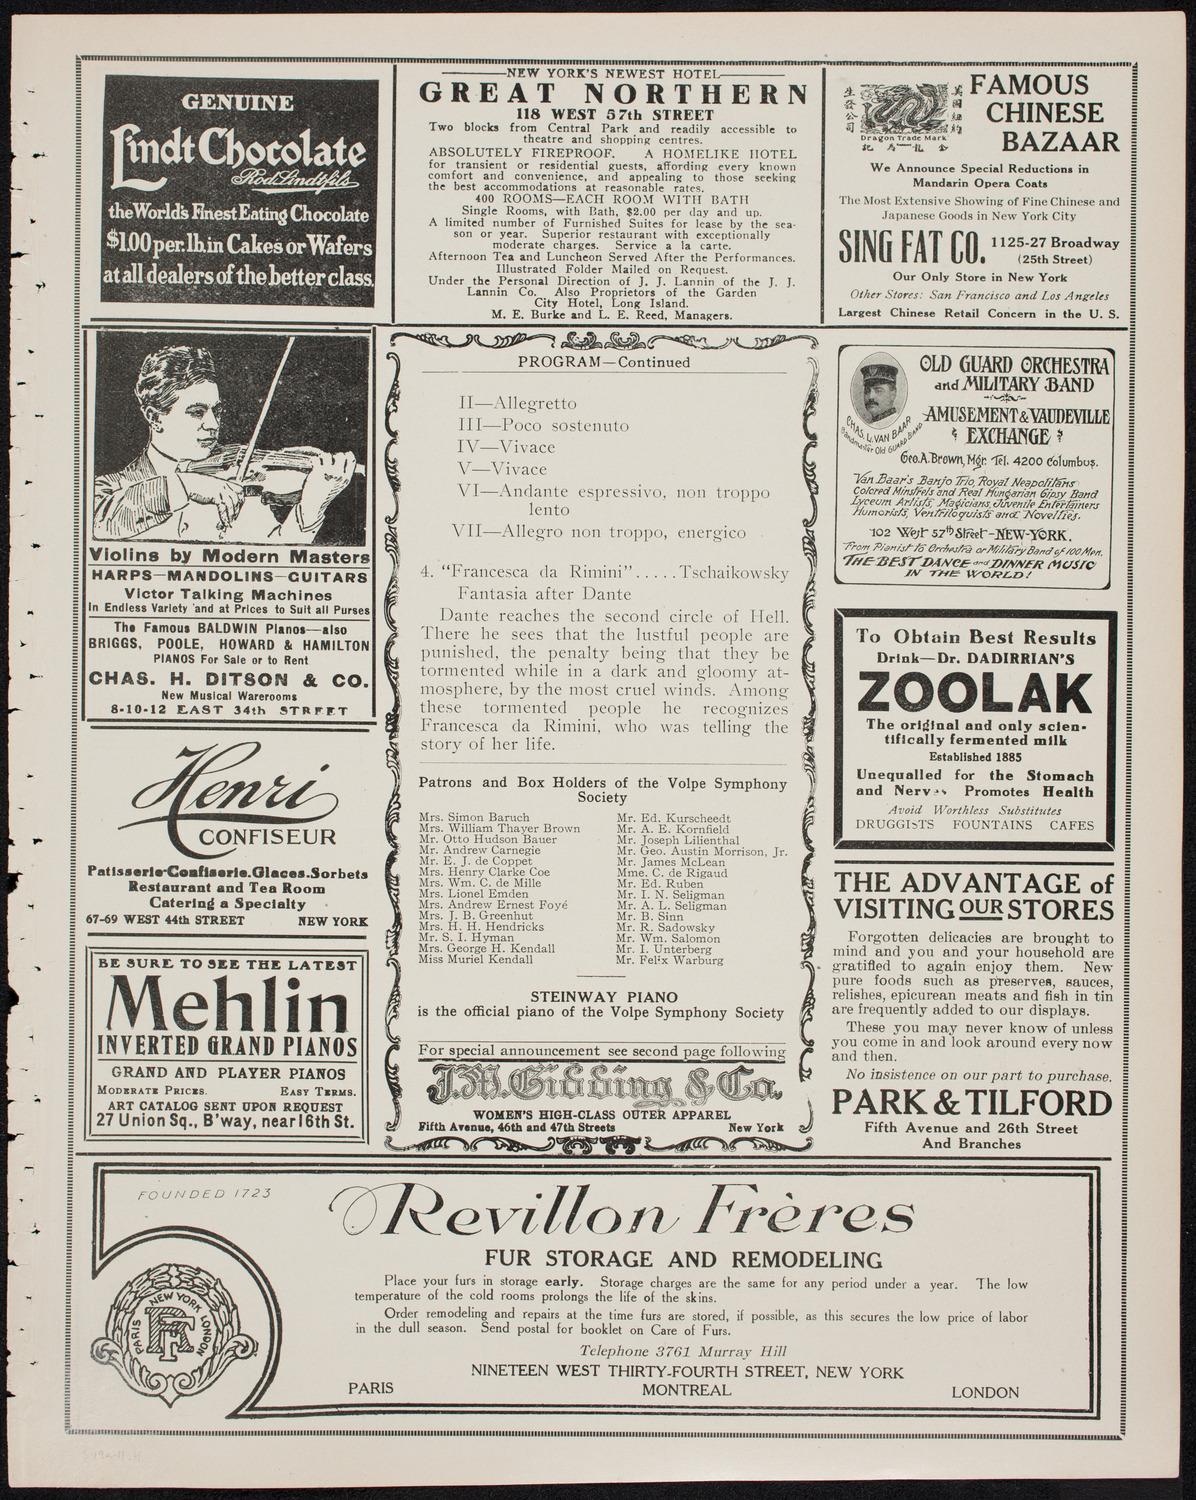 GENUINE
Lindt Chocolate
Rod. Lindt fils
the World's Finest Eating Chocolate
$1.00 per. lb. in Cakes or Wafers
at all dealers of the better class.
NEW YORK'S NEWEST HOTEL
GREAT NORTHERN
118 WEST 57th STREET
Two blocks from Central Park and readily accessible to
theatre and shopping centres.
ABSOLUTELY FIREPROOF. A HOMELIKE HOTEL
for transient or residential guests, affording every known
comfort and convenience, and appealing to those seeking
the best accommodations at reasonable rates.
400 ROOMS—EACH ROOM WITH BATH
Single Rooms, with Bath, $2.00 per day and up.
A limited number of Furnished Suites for lease by the sea-
son or year. Superior restaurant with exceptionally
moderate charges. Service a la carte.
Afternoon Tea and Luncheon Served After the Performances.
Illustrated Folder Mailed on Request.
Under the Personal Direction of J. J. Lannin of the J. J.
Lannin Co. Also Proprietors of the Garden
City Hotel, Long Island.
M. E. Burke and L. E. Reed, Managers.
生發公司
Dragon Trade Mark
FAMOUS
CHINESE
BAZAAR
We Announce Special Reductions in
Mandarin Opera Coats
The Most Extensive Showing of Fine Chinese and
Japanese Goods in New York City
SING FAT CO. 1125-27 Broadway
(25th Street)
Our Only Store in New York
Other Stores: San Francisco and Los Angeles
Largest Chinese Retail Concern in the U. S.
Violins by Modern Masters
HARPS—MANDOLINS—GUITARS
Victor Talking Machines
In Endless Variety and at Prices to Suit all Purses
The Famous BALDWIN Pianos—also
BRIGGS, POOLE, HOWARD & HAMILTON
PIANOS For Sale or to Rent
CHAS. H. DITSON & CO.
New Musical Warerooms
8-10-12 EAST 34th STREET
Henri
CONFISEUR
Patisserie-Confiserie.Glaces.Sorbets
Restaurant and Tea Room
Catering a Specialty
67-69 WEST 44th STREET NEW YORK
BE SURE TO SEE THE LATEST
Mehlin
INVERTED GRAND PIANOS
GRAND AND PLAYER PIANOS
MODERATE PRICES. EASY TERMS.
ART CATALOG SENT UPON REQUEST
27 Union Sq., B'way, near 16th St.
PROGRAM—Continued
II—Allegretto
III—Poco sostenuto
IV—Vivace
V—Vivace
VI—Andante espressivo, non troppo
lento
VII—Allegro non troppo, energico
4. "Francesca da Rimini".....Tschaikowsky
Fantasia after Dante
Dante reaches the second circle of Hell.
There he sees that the lustful people are
punished, the penalty being that they be
tormented while in a dark and gloomy at-
mosphere, by the most cruel winds. Among
these tormented people he recognizes
Francesca da Rimini, who was telling the
story of her life.
Patrons and Box Holders of the Volpe Symphony
Society
Mrs. Simon Baruch
Mrs. William Thayer Brown
Mr. Otto Hudson Bauer
Mr. Andrew Carnegie
Mr. E. J. de Coppet
Mrs. Henry Clarke Coe
Mrs. Wm. C. de Mille
Mrs. Lionel Emden
Mrs. Andrew Ernest Foyé
Mrs. J. B. Greenhut
Mrs. H. H. Hendricks
Mr. S. I. Hyman
Mrs. George H. Kendall
Miss Muriel Kendall
Mr. Ed. Kurscheedt
Mr. A. E. Kornfield
Mr. Joseph Lilienthal
Mr. Geo. Austin Morrison, Jr.
Mr. James McLean
Mme. C. de Rigaud
Mr. Ed. Ruben
Mr. I. N. Seligman
Mr. A. L. Seligman
Mr. B. Sinn
Mr. R. Sadowsky
Mr. Wm. Salomon
Mr. I. Unterberg
Mr. Felix Warburg
STEINWAY PIANO
is the official piano of the Volpe Symphony Society
For special announcement see second page following
J.M. Gidding & Co.
WOMEN'S HIGH-CLASS OUTER APPAREL
Fifth Avenue, 46th and 47th Streets New York
CHAS. L. VAN BAAR
Bandmaster Old Guard Band
OLD GUARD ORCHESTRA
and MILITARY BAND
AMUSEMENT & VAUDEVILLE
EXCHANGE
Geo. A. Brown, Mgr. Tel. 4200 Columbus.
Van Baar's Banjo Trio, Royal Neapolitans
Colored Minstrels and Real Hungarian Gipsy Band
Lyceum Artists, Magicians, Juvenile Entertainers
Humorists, Ventriloquists and Novelties.
102 West 57th Street-NEW-YORK.
From Pianist to Orchestra or Military Band of 100 Men.
THE BEST DANCE and DINNER MUSIC
IN THE WORLD!
To Obtain Best Results
Drink—Dr. DADIRRIAN'S
ZOOLAK
The original and only scien-
tifically fermented milk
Established 1885
Unequalled for the Stomach
and Nerves Promotes Health
Avoid Worthless Substitutes
DRUGGISTS FOUNTAINS CAFES
THE ADVANTAGE of
VISITING OUR STORES
Forgotten delicacies are brought to
mind and you and your household are
gratified to again enjoy them. New
pure foods such as preserves, sauces,
relishes, epicurean meats and fish in tin
are frequently added to our displays.
These you may never know of unless
you come in and look around every now
and then.
No insistence on our part to purchase.
PARK & TILFORD
Fifth Avenue and 26th Street
And Branches
FOUNDED 1723
PARIS NEW YORK LONDON
Revillon Frères
FUR STORAGE AND REMODELING
Place your furs in storage early. Storage charges are the same for any period under a year. The low
temperature of the cold rooms prolongs the life of the skins.
Order remodeling and repairs at the time furs are stored, if possible, as this secures the low price of labor
in the dull season. Send postal for booklet on Care of Furs.
Telephone 3761 Murray Hill
NINETEEN WEST THIRTY-FOURTH STREET, NEW YORK
PARIS MONTREAL LONDON